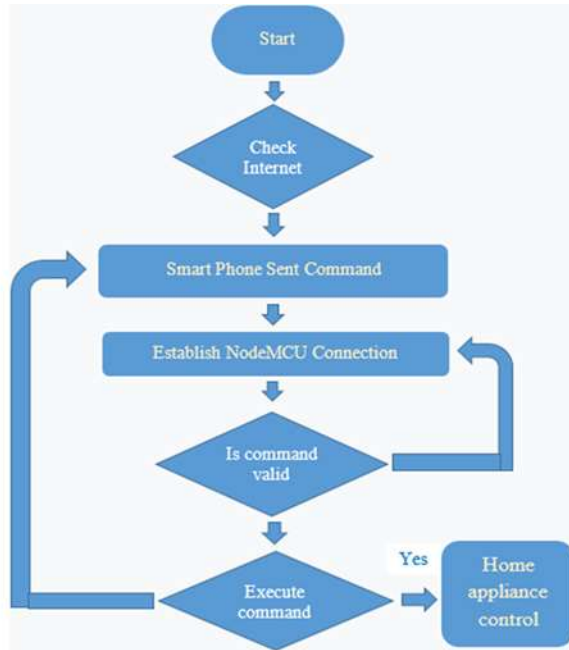 Start
Check
Internet
Smart Phone Sent Command
Establish NodeMCU Connection
Is command
valid
Execute
command
Yes
Home
appliance
control